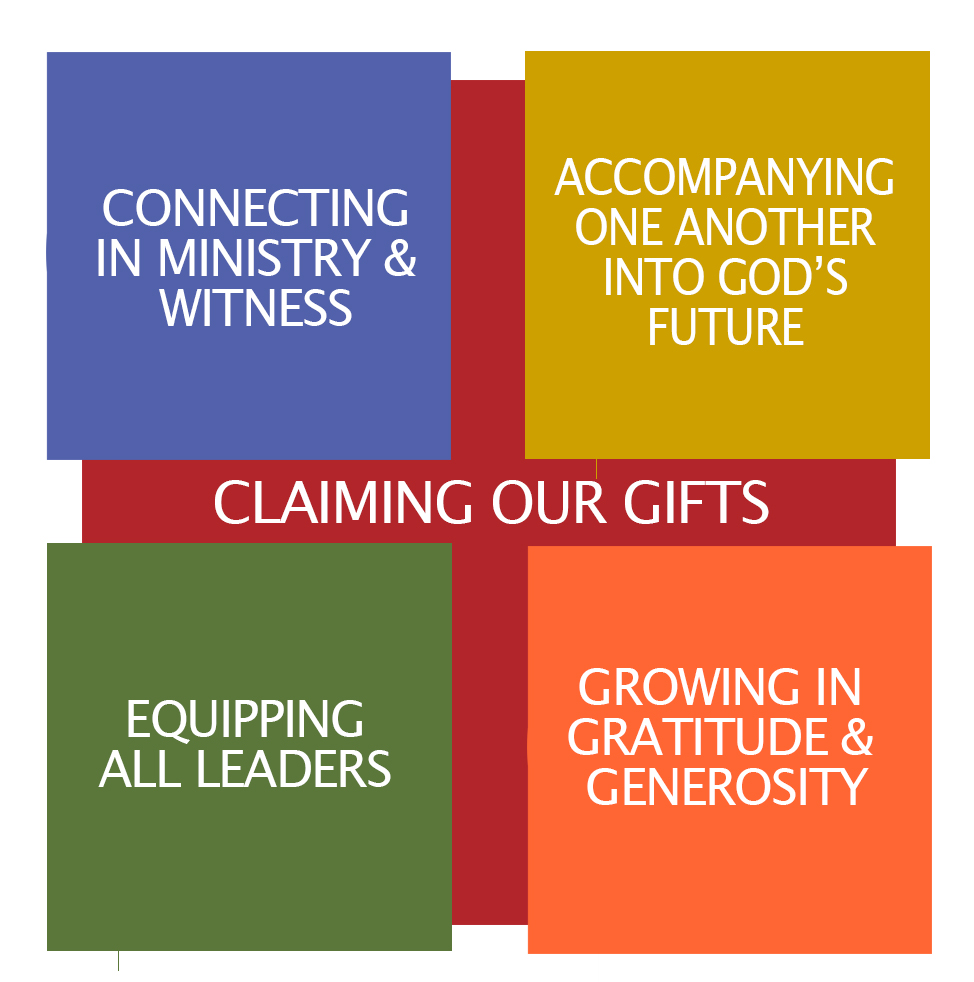 CONNECTING
IN MINISTRY &
WITNESS
ACCOMPANYING
ONE ANOTHER
INTO GOD’S
FUTURE
CLAIMING OUR GIFTS
EQUIPPING
ALL LEADERS
GROWING IN
GRATITUDE &
GENEROSITY